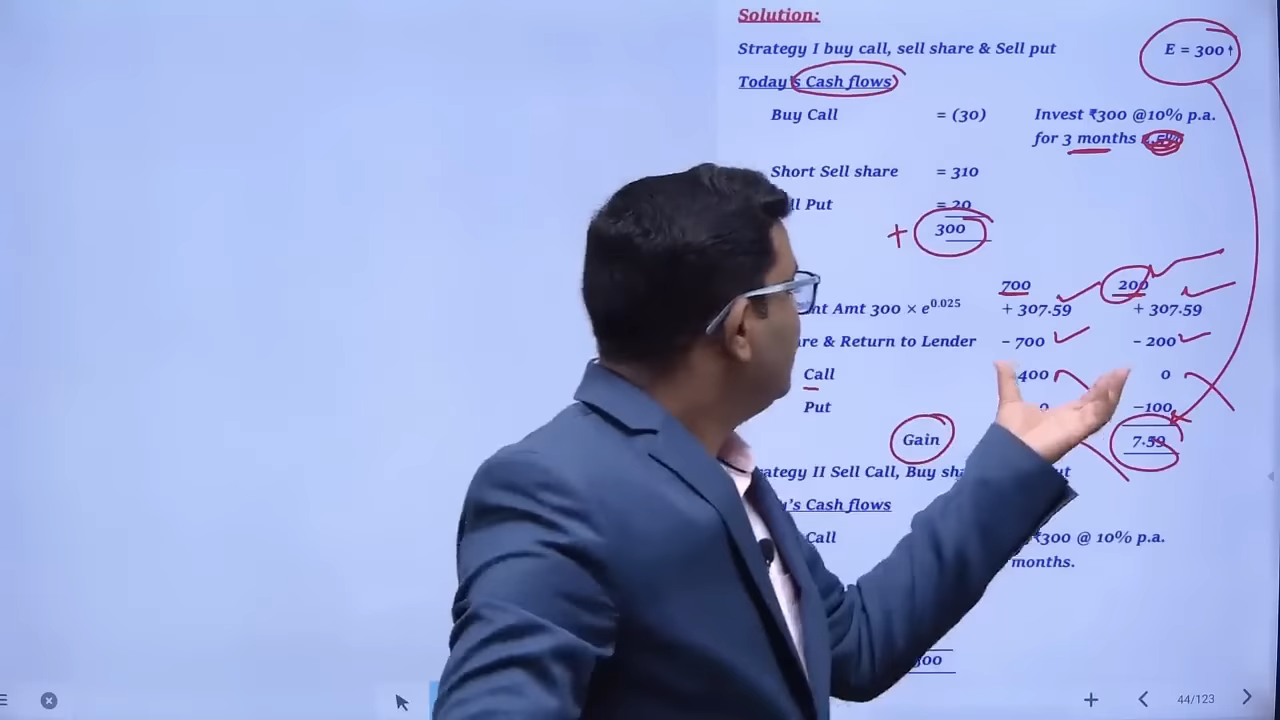 Solution:
Strategy I buy call, sell share & Sell put
E = 300
Today's Cash flows
Buy Call = (30) Invest ₹300 @10% p.a.
for 3 months
Short Sell share = 310
Put = 20
+ 300
700 200
Amt 300 × e^0.025 + 307.59 + 307.59
& Return to Lender – 700 – 200
Call 400 0
Put 0 –100
Gain 7.59
Strategy II Sell Call, Buy
Cash flows
Call ₹300 @ 10% p.a.
months.
300
44/123